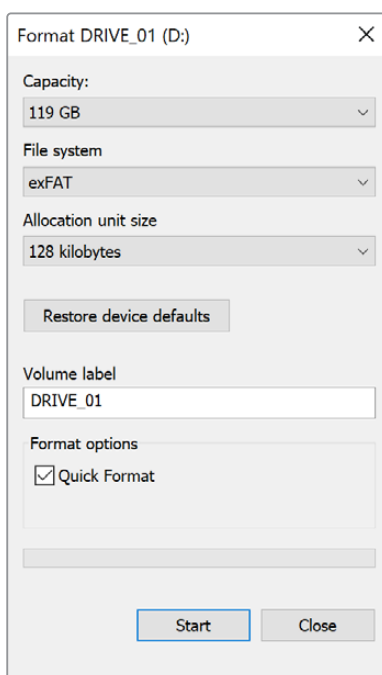 Format DRIVE_01 (D:)
Capacity:
119 GB
File system
exFAT
Allocation unit size
128 kilobytes
Restore device defaults
Volume label
DRIVE_01
Format options
Quick Format
Start Close